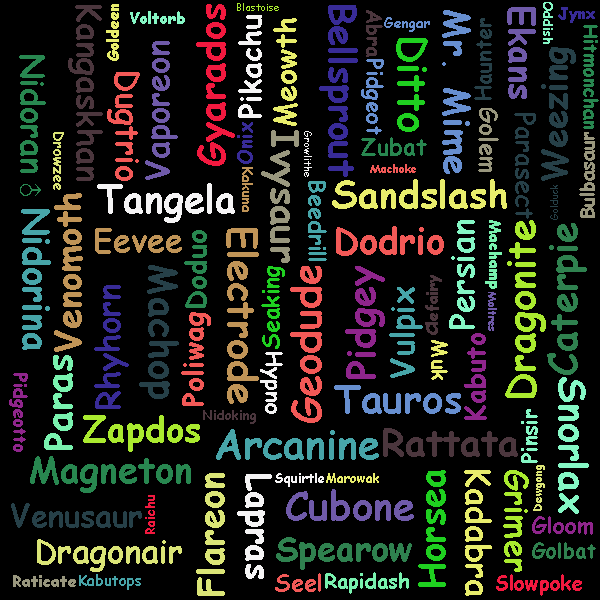 Kangaskhan
Goldeen
Voltorb
Gyarados
Blastoise
Pikachu
Meowth
Bellsprout
Abra
Gengar
Mr. Mime
Haunter
Ekans
Oddish
Jynx
Hitmonchan
Nidoran ♂
Dugtrio
Vaporeon
Pidgeot
Ditto
Weezing
Drowzee
Onix
Ivysaur
Growlithe
Zubat
Golem
Parasect
Bulbasaur
Kakuna
Machoke
Tangela
Beedrill
Sandslash
Golduck
Nidorina
Venomoth
Eevee
Doduo
Electrode
Dodrio
Persian
Machamp
Dragonite
Caterpie
Rhyhorn
Machop
Seaking
Geodude
Pidgey
Vulpix
Clefairy
Moltres
Poliwag
Hypno
Muk
Kabuto
Paras
Pidgeotto
Nidoking
Tauros
Snorlax
Zapdos
Arcanine
Rattata
Pinsir
Magneton
Flareon
Lapras
Squirtle
Marowak
Horsea
Kadabra
Grimer
Dewgong
Venusaur
Raichu
Cubone
Gloom
Dragonair
Spearow
Golbat
Raticate
Kabutops
Seel
Rapidash
Slowpoke